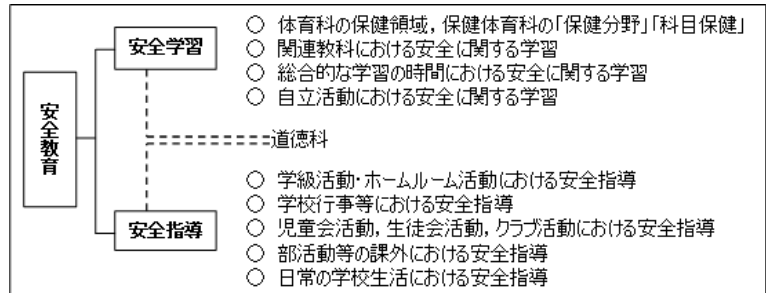 安全教育
安全学習
○ 体育科の保健領域，保健体育科の「保健分野」「科目保健」
○ 関連教科における安全に関する学習
○ 総合的な学習の時間における安全に関する学習
○ 自立活動における安全に関する学習
道徳科
安全指導
○ 学級活動・ホームルーム活動における安全指導
○ 学校行事等における安全指導
○ 児童会活動，生徒会活動，クラブ活動における安全指導
○ 部活動等の課外における安全指導
○ 日常の学校生活における安全指導